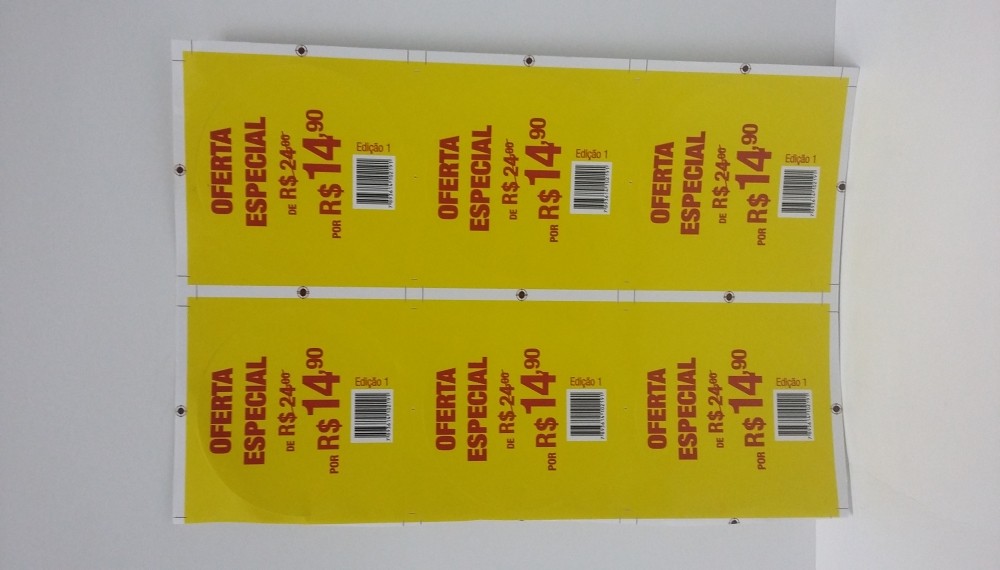 OFERTA
ESPECIAL
DE R$ 24,90
POR R$ 14,90
Edição 1
OFERTA
ESPECIAL
DE R$ 24,90
POR R$ 14,90
Edição 1
OFERTA
ESPECIAL
DE R$ 24,90
POR R$ 14,90
Edição 1
OFERTA
ESPECIAL
DE R$ 24,90
POR R$ 14,90
Edição 1
OFERTA
ESPECIAL
DE R$ 24,90
POR R$ 14,90
Edição 1
OFERTA
ESPECIAL
DE R$ 24,90
POR R$ 14,90
Edição 1